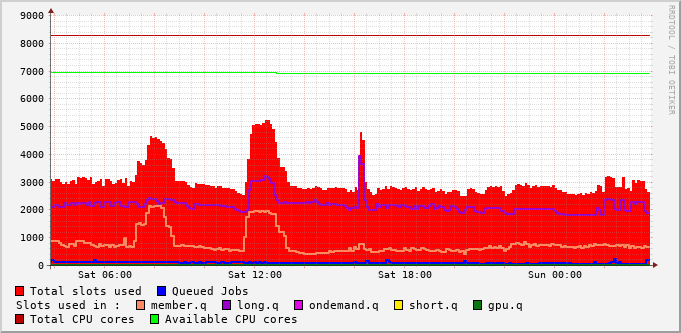 9000
8000
7000
6000
5000
4000
3000
2000
1000
0
Sat 06:00 Sat 12:00 Sat 18:00 Sun 00:00
Total slots used Queued Jobs
Slots used in : member.q long.q ondemand.q short.q gpu.q
Total CPU cores Available CPU cores
RRDTOOL / TOBI OETIKER